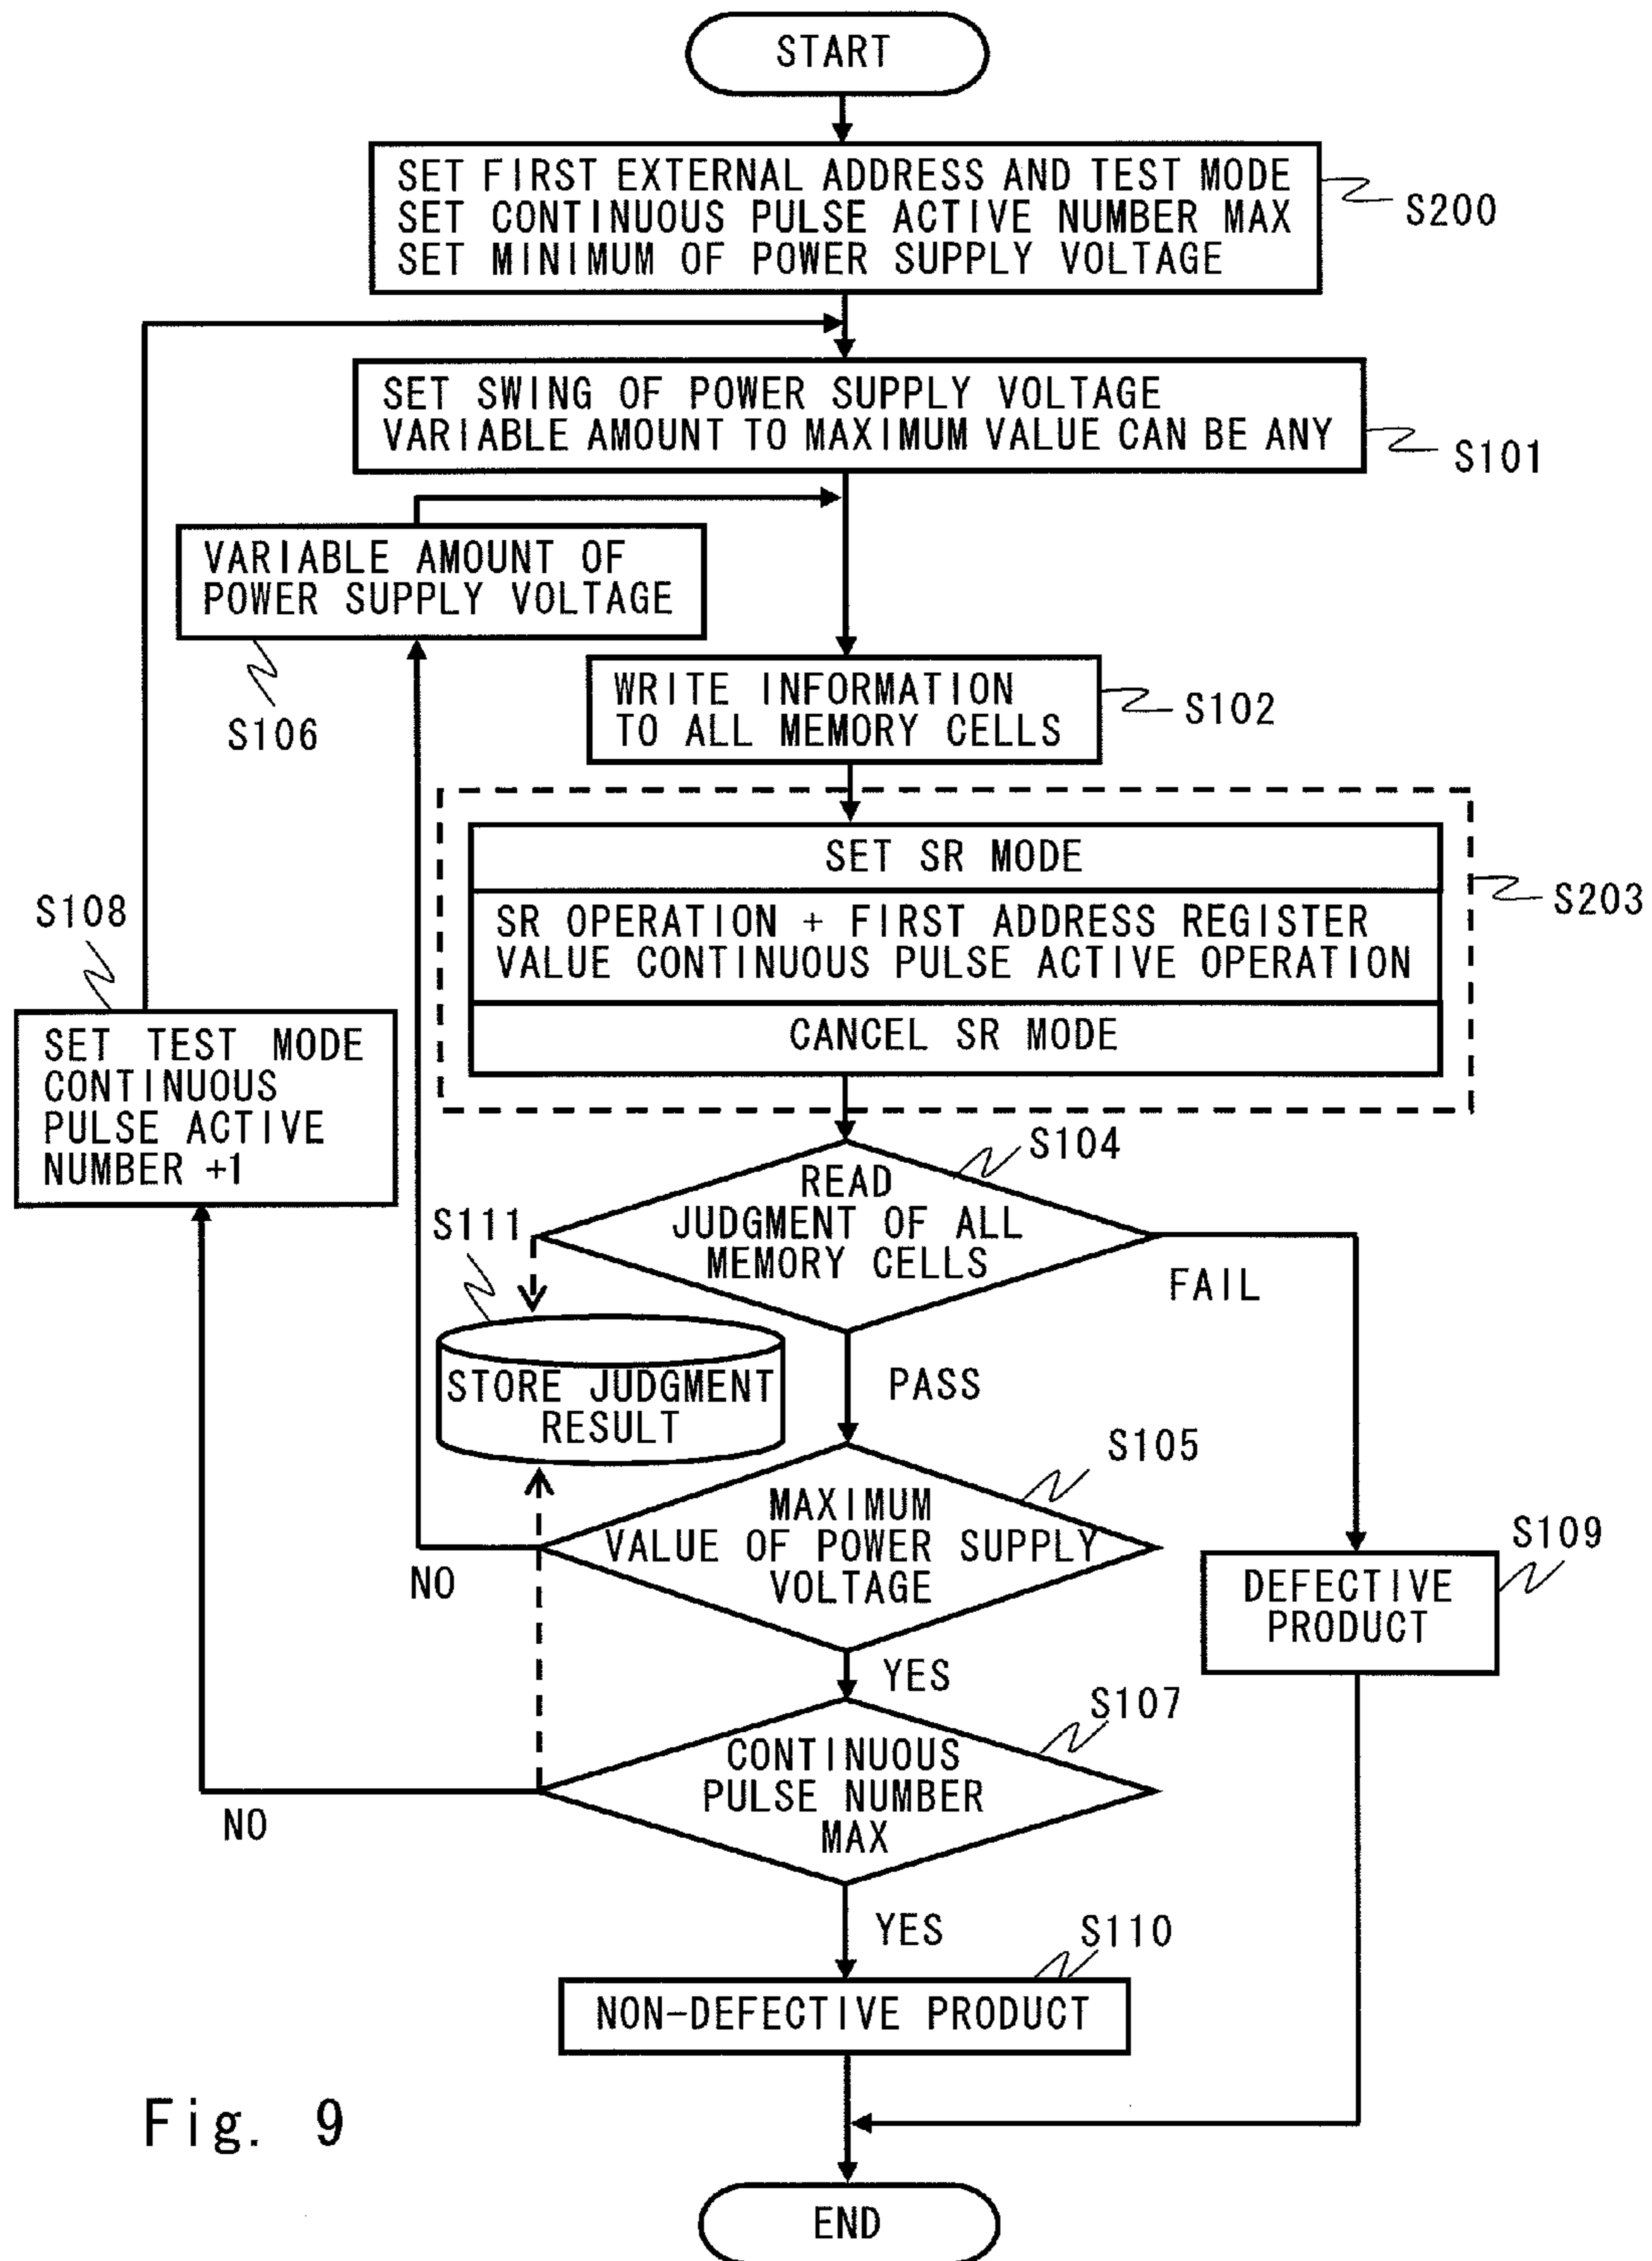 START
SET FIRST EXTERNAL ADDRESS AND TEST MODE
SET CONTINUOUS PULSE ACTIVE NUMBER MAX
SET MINIMUM OF POWER SUPPLY VOLTAGE
S200
SET SWING OF POWER SUPPLY VOLTAGE
VARIABLE AMOUNT TO MAXIMUM VALUE CAN BE ANY
S101
VARIABLE AMOUNT OF
POWER SUPPLY VOLTAGE
S106
WRITE INFORMATION
TO ALL MEMORY CELLS
S102
SET SR MODE
SR OPERATION + FIRST ADDRESS REGISTER
VALUE CONTINUOUS PULSE ACTIVE OPERATION
CANCEL SR MODE
S203
S108
SET TEST MODE
CONTINUOUS
PULSE ACTIVE
NUMBER +1
READ
JUDGMENT OF ALL
MEMORY CELLS
S104
FAIL
S111
STORE JUDGMENT
RESULT
PASS
MAXIMUM
VALUE OF POWER SUPPLY
VOLTAGE
S105
NO
YES
S109
DEFECTIVE
PRODUCT
CONTINUOUS
PULSE NUMBER
MAX
S107
NO
YES
S110
NON-DEFECTIVE PRODUCT
Fig. 9
END